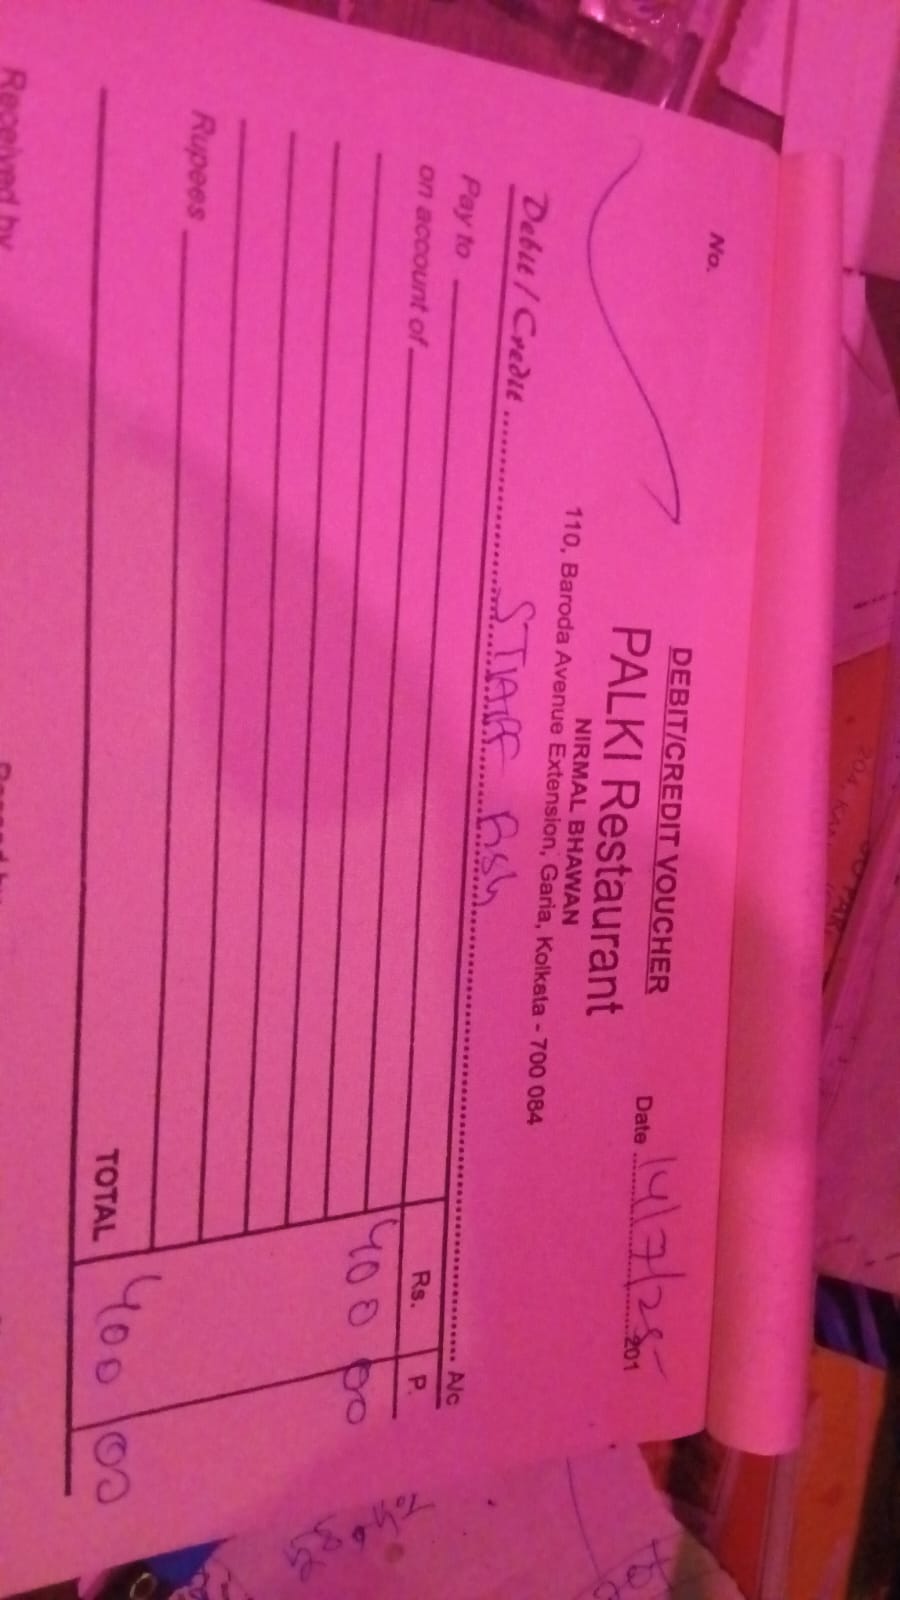 No.
DEBIT/CREDIT VOUCHER
PALKI Restaurant
NIRMAL BHAWAN
110, Baroda Avenue Extension, Garia, Kolkata - 700 084
Date 14/7/25 201
Debit / Credit STAFF FISH A/c
Pay to
on account of
Rs. P.
400 00
Rupees
TOTAL 400 00
Received by